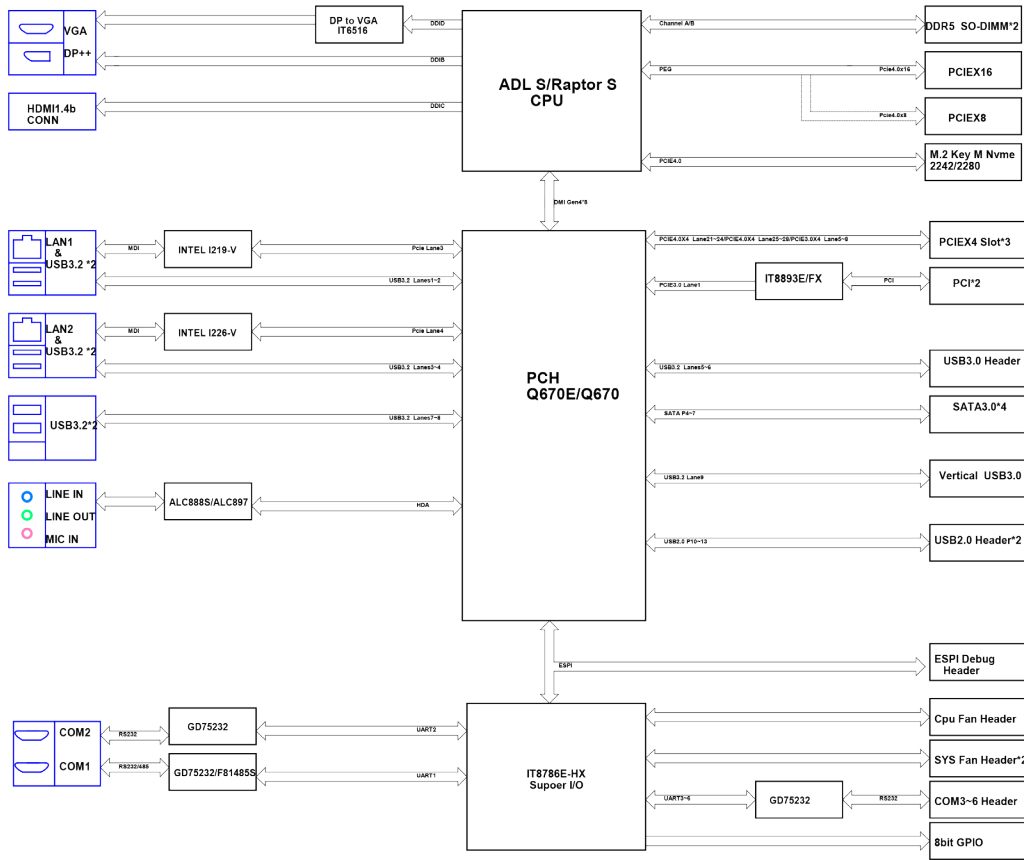 VGA
DP++
DP to VGA
IT6516
DDID
DDIB
HDMI1.4b
CONN
DDIC
ADL S/Raptor S
CPU
Channel A/B
DDR5 SO-DIMM*2
PEG
Pcie4.0x16
PCIEX16
Pcie4.0x8
PCIEX8
PCIE4.0
M.2 Key M Nvme
2242/2280
DMI Gen4*8
LAN1
&
USB3.2 *2
MDI
INTEL I219-V
Pcie Lane3
USB3.2 Lanes1~2
LAN2
&
USB3.2 *2
MDI
INTEL I226-V
Pcie Lane4
USB3.2 Lanes3~4
USB3.2*2
USB3.2 Lanes7~8
LINE IN
LINE OUT
MIC IN
ALC888S/ALC897
HDA
PCH
Q670E/Q670
PCIE4.0X4 Lane21~24/PCIE4.0X4 Lane25~28/PCIE3.0X4 Lane5~8
PCIEX4 Slot*3
PCIE3.0 Lane1
IT8893E/FX
PCI
PCI*2
USB3.2 Lanes5~6
USB3.0 Header
SATA P4~7
SATA3.0*4
USB3.2 Lane9
Vertical USB3.0
USB2.0 P10~13
USB2.0 Header*2
ESPI
ESPI Debug
Header
COM2
RS232
GD75232
UART2
COM1
RS232/485
GD75232/F81485S
UART1
IT8786E-HX
Supoer I/O
Cpu Fan Header
SYS Fan Header*2
UART3~6
GD75232
RS232
COM3~6 Header
8bit GPIO